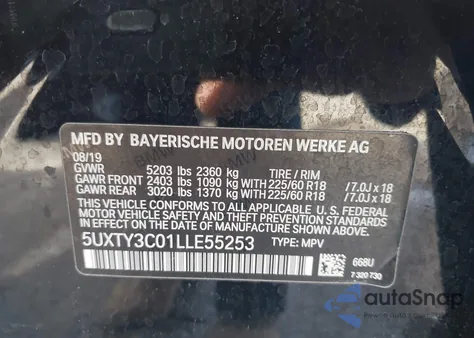 MFD BY BAYERISCHE MOTOREN WERKE AG
08/19
GVWR 5203 lbs 2360 kg TIRE / RIM
GAWR FRONT 2403 lbs 1090 kg WITH 225/60 R18 /7.0J x 18
GAWR REAR 3020 lbs 1370 kg WITH 225/60 R18 /7.0J x 18
THIS VEHICLE CONFORMS TO ALL APPLICABLE
FEDERAL MOTOR VEHICLE SAFETY, BUMPER,
AND THEFT PREVENTION STANDARDS IN EFFECT ON
THE DATE OF MANUFACTURE SHOWN ABOVE.
5UXTY3C01LLE55253 TYPE: MPV
668U
7 320 730
autoSnap
Powered by